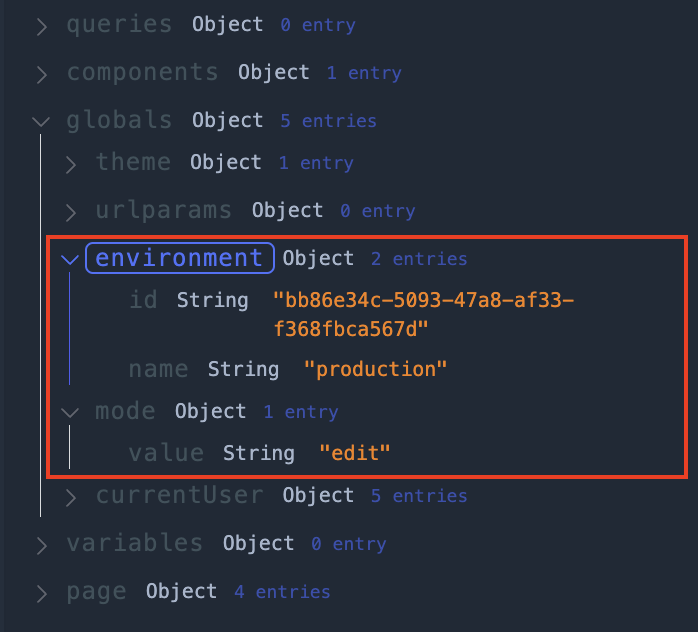 queries Object 0 entry
components Object 1 entry
globals Object 5 entries
theme Object 1 entry
urlparams Object 0 entry
environment Object 2 entries
id String "bb86e34c-5093-47a8-af33-
f368fbca567d"
name String "production"
mode Object 1 entry
value String "edit"
currentUser Object 5 entries
variables Object 0 entry
page Object 4 entries